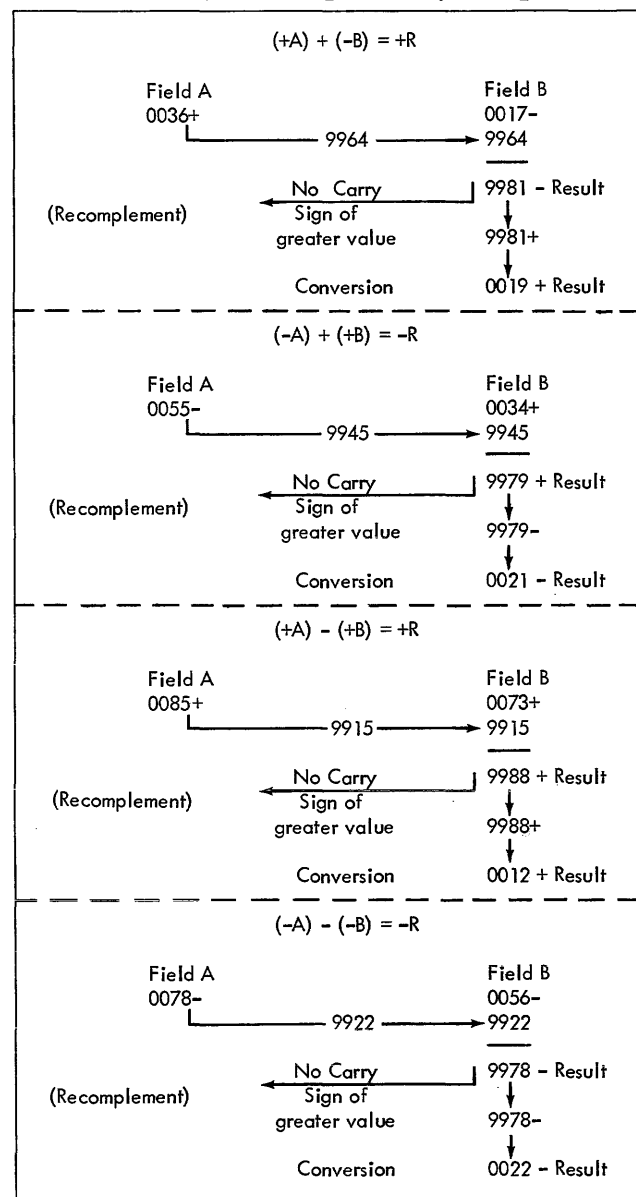 (+A) + (-B) = +R
Field A Field B
0036+ 0017-
9964 9964
No Carry 9981 - Result
(Recomplement) Sign of
greater value 9981+
Conversion 0019 + Result
(-A) + (+B) = -R
Field A Field B
0055- 0034+
9945 9945
No Carry 9979 + Result
(Recomplement) Sign of
greater value 9979-
Conversion 0021 - Result
(+A) - (+B) = +R
Field A Field B
0085+ 0073+
9915 9915
No Carry 9988 + Result
(Recomplement) Sign of
greater value 9988+
Conversion 0012 + Result
(-A) - (-B) = -R
Field A Field B
0078- 0056-
9922 9922
No Carry 9978 - Result
(Recomplement) Sign of
greater value 9978-
Conversion 0022 - Result